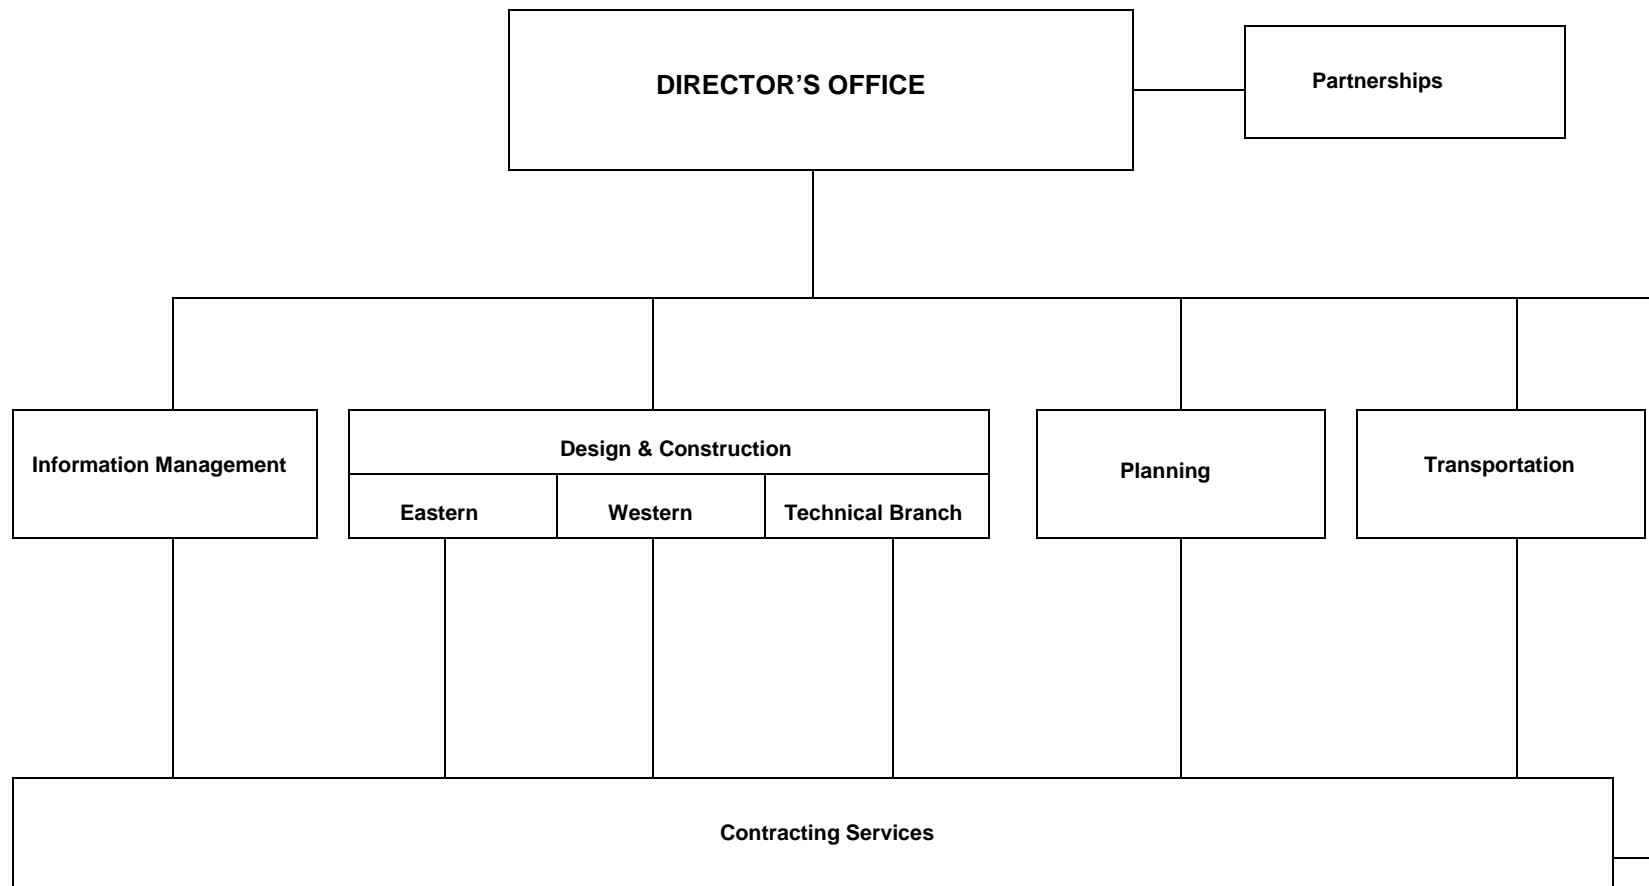 DIRECTOR’S OFFICE
Partnerships
Information Management
Design & Construction
Eastern
Western
Technical Branch
Planning
Transportation
Contracting Services